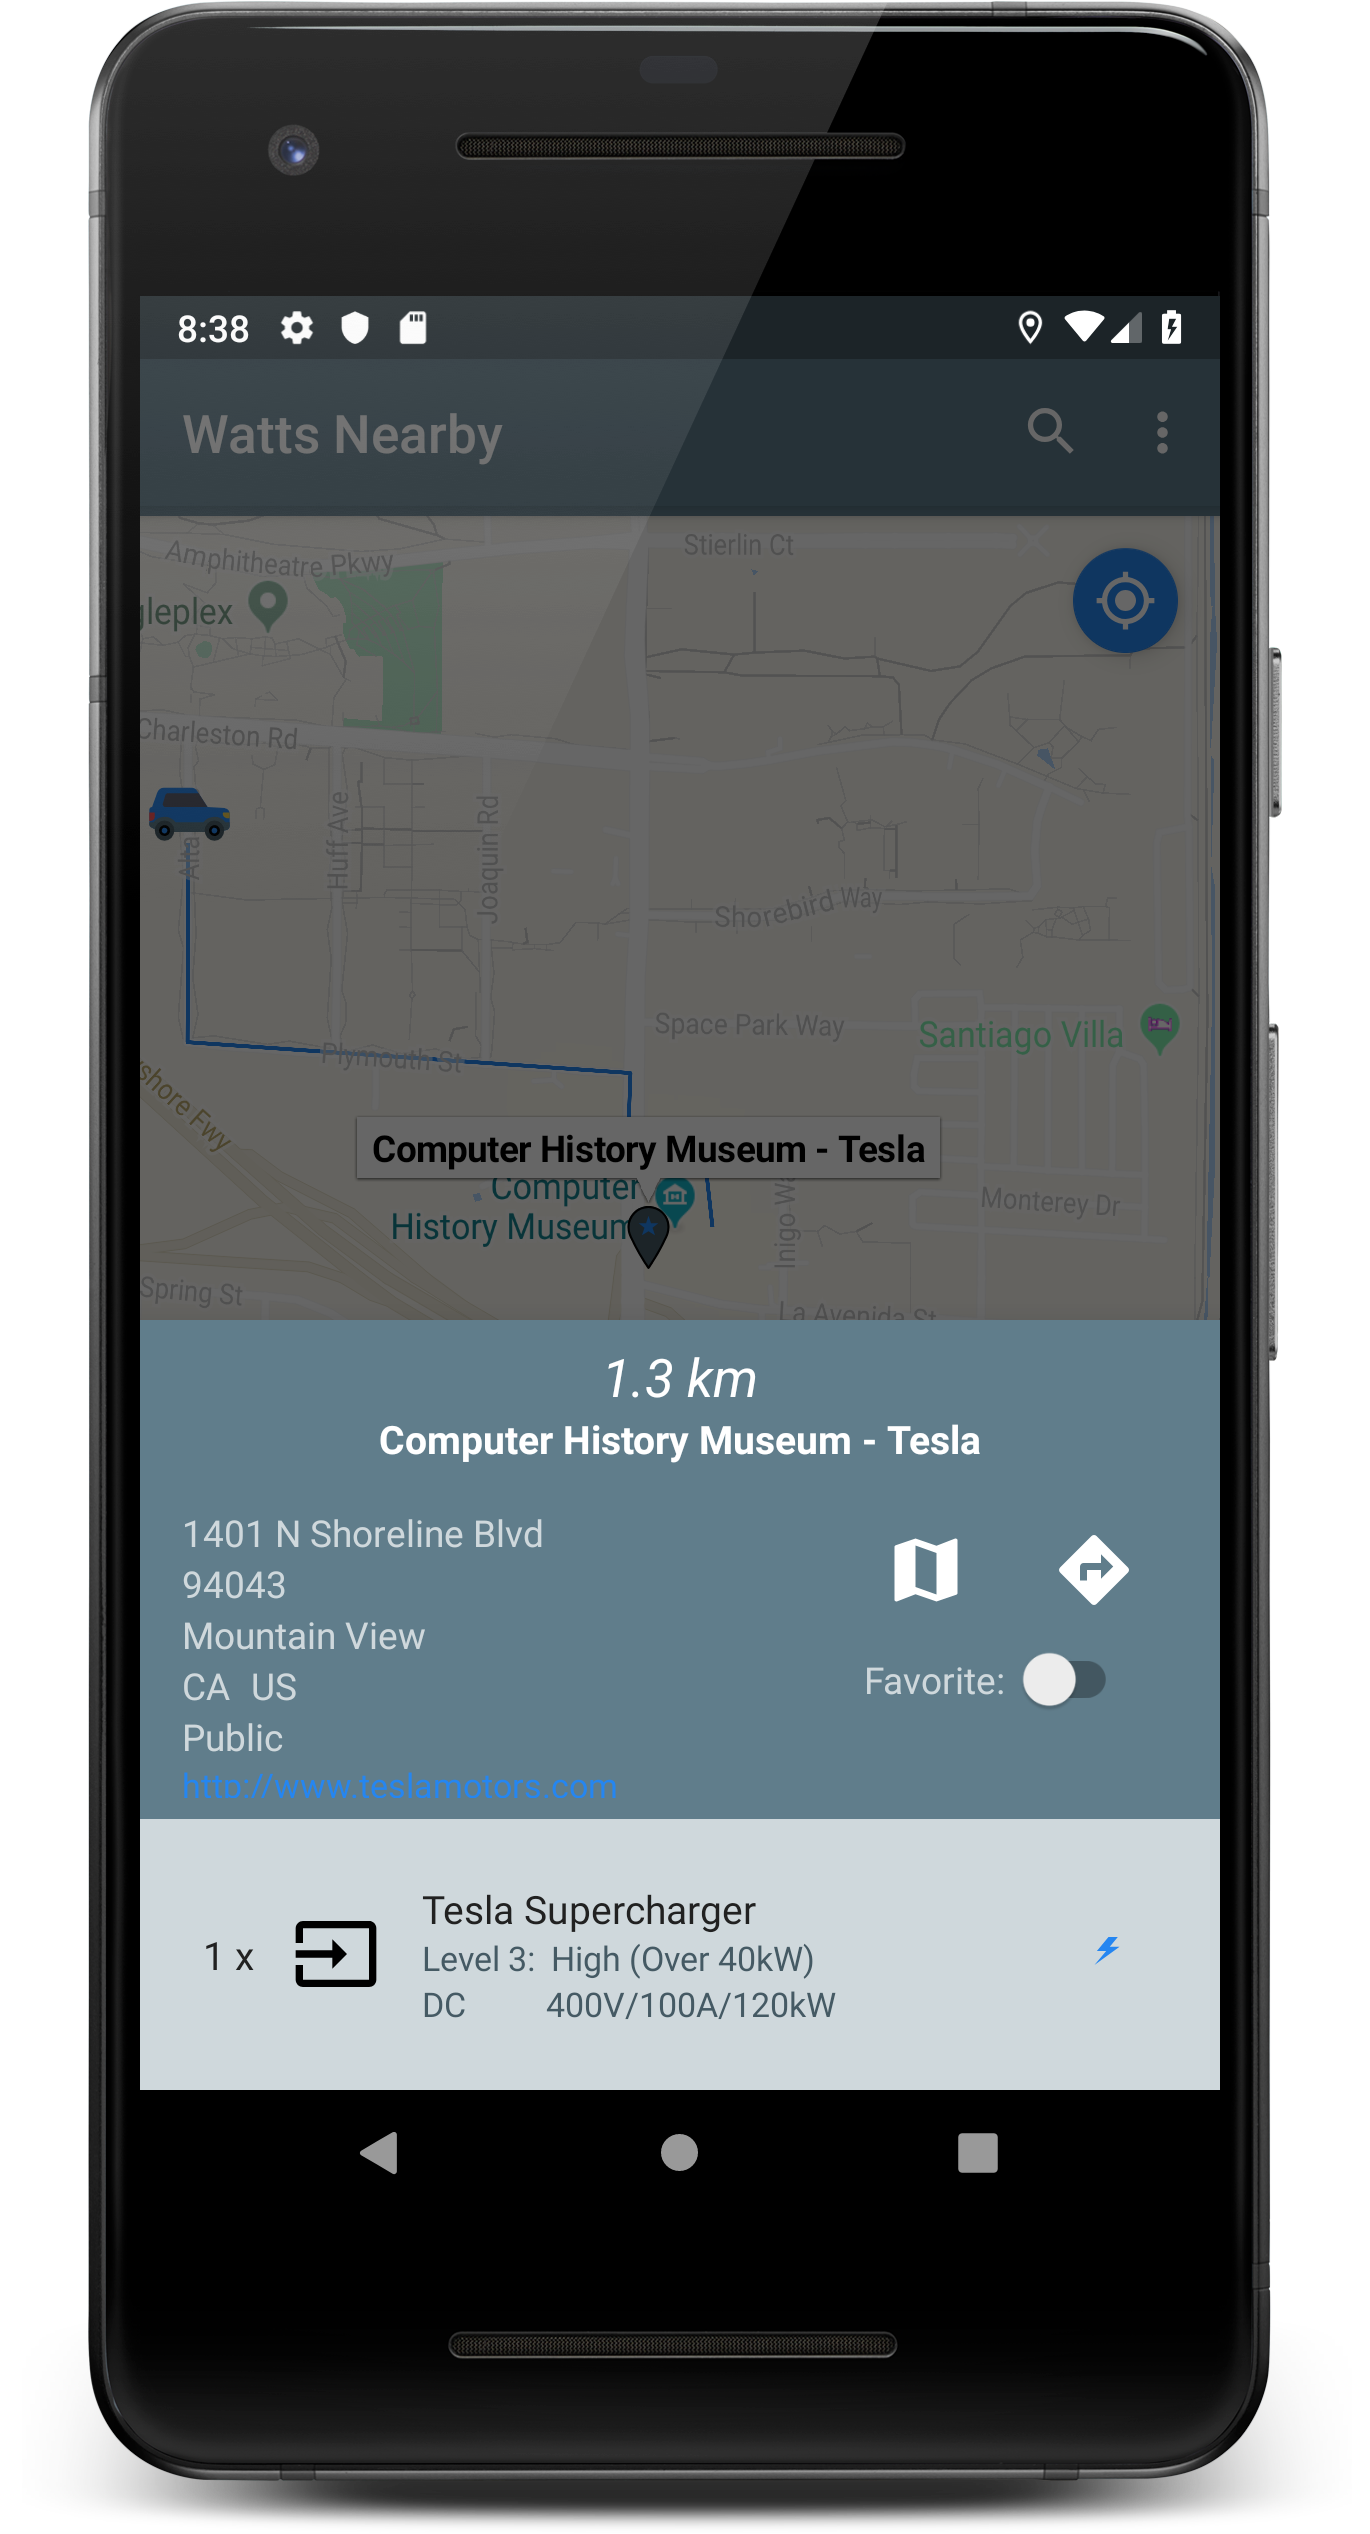 8:38
Watts Nearby
Amphitheatre Pkwy
Stierlin Ct
gleplex
Charleston Rd
Alta
Huff Ave
Joaquin Rd
Shorebird Way
Space Park Way
Santiago Villa
Plymouth St
yshore Fwy
Computer History Museum - Tesla
Computer
History Museum
Inigo Wa
Monterey Dr
Spring St
La Avenida St
1.3 km
Computer History Museum - Tesla
1401 N Shoreline Blvd
94043
Mountain View
CA US
Public
Favorite:
http://www.teslamotors.com
1 x
Tesla Supercharger
Level 3: High (Over 40kW)
DC 400V/100A/120kW